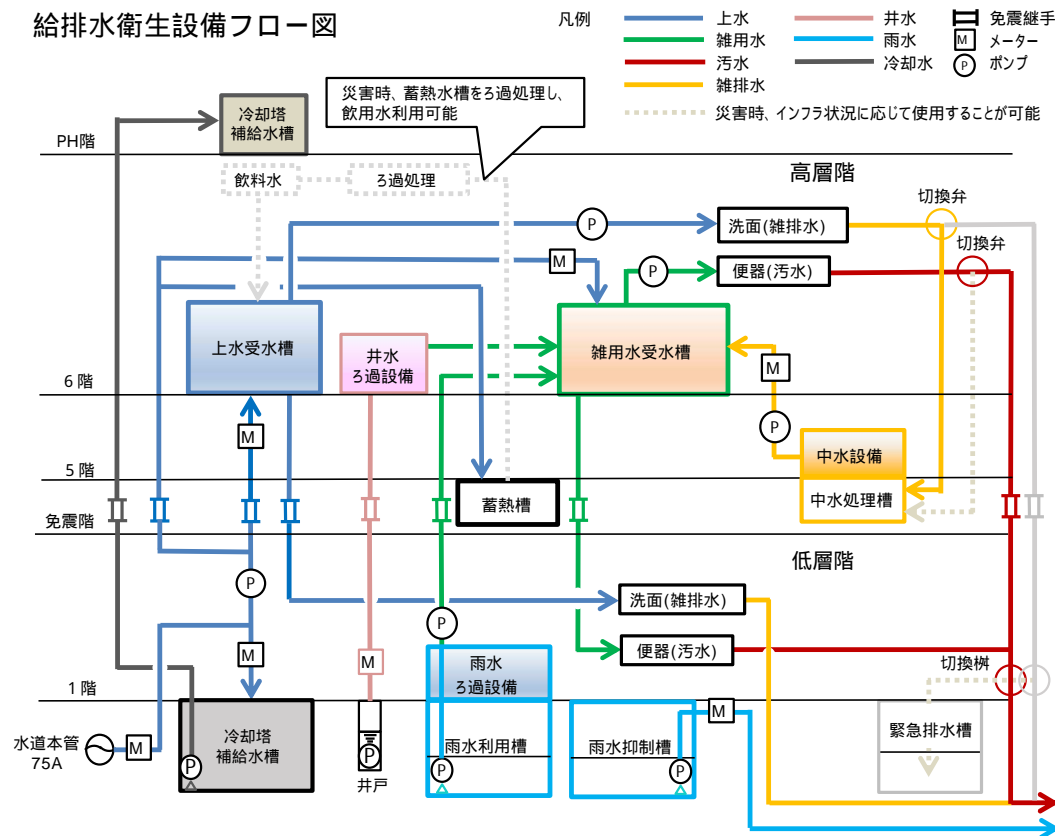 給排水衛生設備フロー図
凡例
上水
井水
免震継手
雑用水
雨水
M
メーター
汚水
冷却水
P
ポンプ
雑排水
災害時、インフラ状況に応じて使用することが可能
災害時、蓄熱水槽をろ過処理し、
飲用水利用可能
冷却塔
補給水槽
PH階
飲料水
ろ過処理
高層階
切換弁
P
洗面(雑排水)
切換弁
M
P
便器(汚水)
上水受水槽
井水
ろ過設備
雑用水受水槽
M
6階
M
P
中水設備
5階
蓄熱槽
中水処理槽
免震階
低層階
P
洗面(雑排水)
P
M
M
便器(汚水)
雨水
ろ過設備
切換桝
1階
冷却塔
補給水槽
M
緊急排水槽
水道本管
75A
M
P
P
雨水利用槽
P
雨水抑制槽
P
井戸